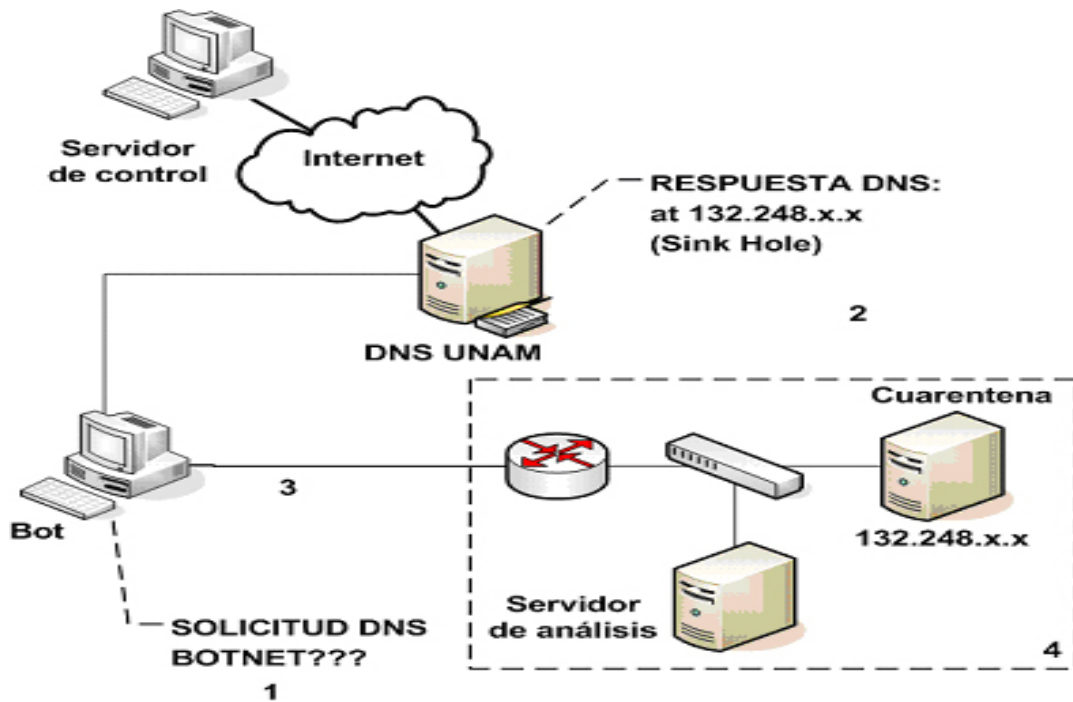 Servidor
de control
Internet
RESPUESTA DNS:
at 132.248.x.x
(Sink Hole)
2
DNS UNAM
Cuarentena
3
Bot
132.248.x.x
Servidor
de análisis
SOLICITUD DNS
BOTNET???
4
1